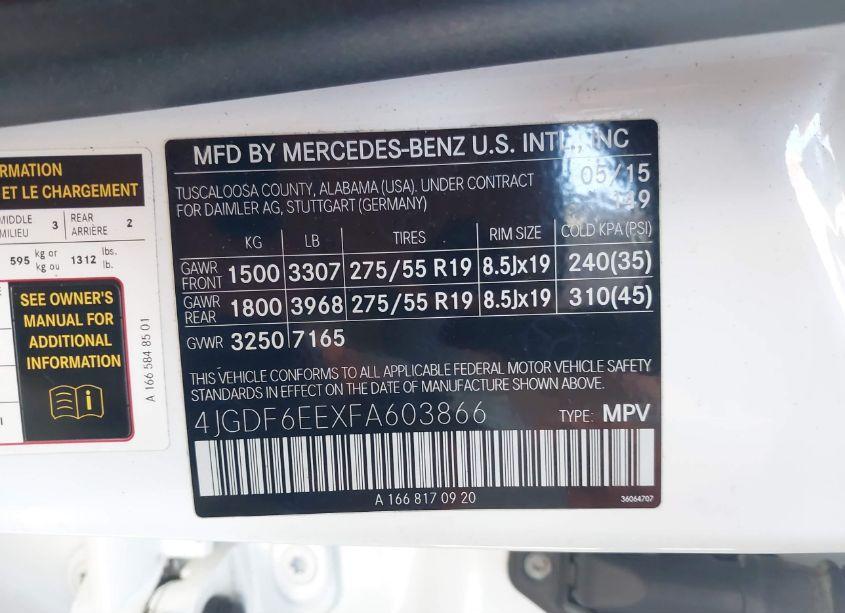 RMATION
ET LE CHARGEMENT
MIDDLE 3 REAR 2
MILIEU ARRIÈRE
595 kg or 1312 lbs.
kg ou lb.
SEE OWNER'S
MANUAL FOR
ADDITIONAL
INFORMATION
A 166 584 85 01
MFD BY MERCEDES-BENZ U.S. INTL., INC
TUSCALOOSA COUNTY, ALABAMA (USA). UNDER CONTRACT 05/15
FOR DAIMLER AG, STUTTGART (GERMANY) 149
KG LB TIRES RIM SIZE COLD KPA (PSI)
GAWR FRONT 1500 3307 275/55 R19 8.5Jx19 240(35)
GAWR REAR 1800 3968 275/55 R19 8.5Jx19 310(45)
GVWR 3250 7165
THIS VEHICLE CONFORMS TO ALL APPLICABLE FEDERAL MOTOR VEHICLE SAFETY
STANDARDS IN EFFECT ON THE DATE OF MANUFACTURE SHOWN ABOVE.
4JGDF6EEXFA603866 TYPE: MPV
A 166 817 09 20
36064707